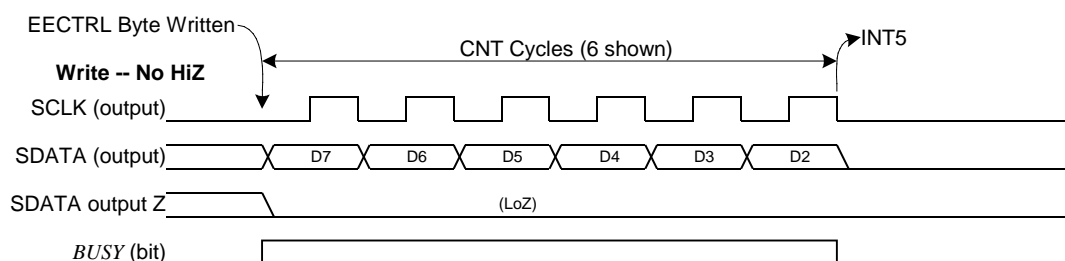 EECTRL Byte Written
CNT Cycles (6 shown)
INT5
Write -- No HiZ
SCLK (output)
SDATA (output)
D7 D6 D5 D4 D3 D2
SDATA output Z
(LoZ)
BUSY (bit)